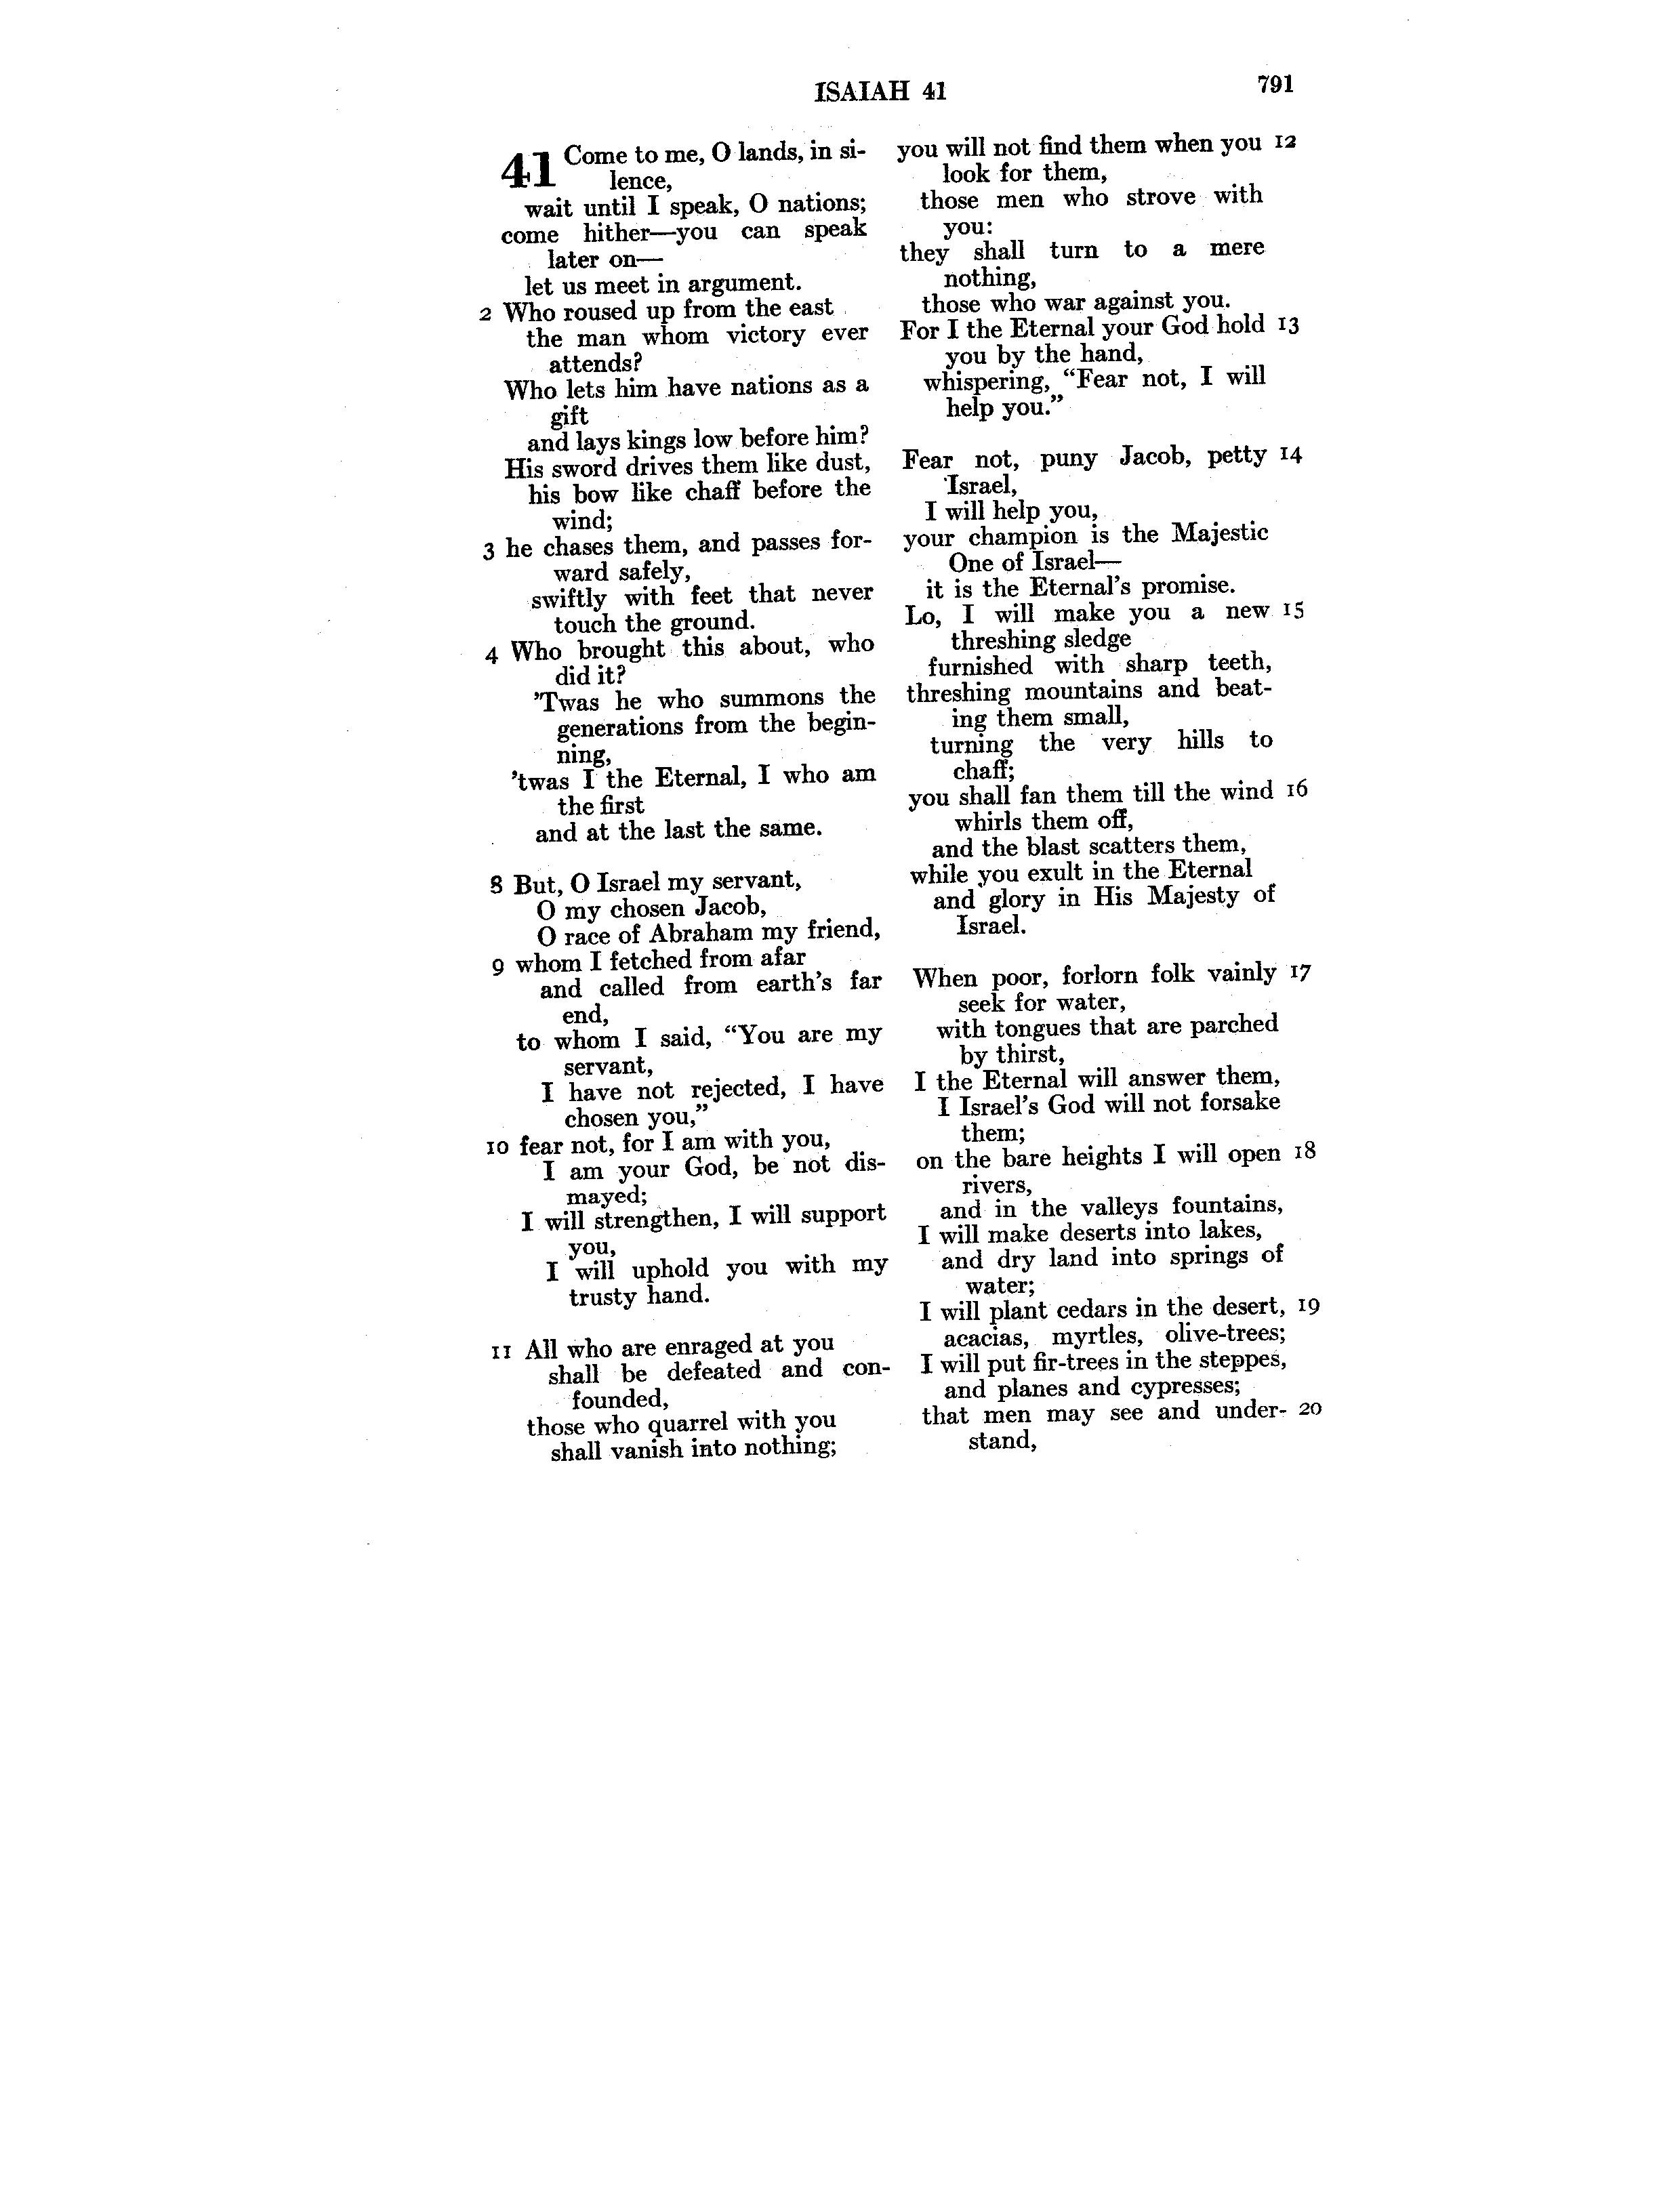 ISAIAH 41
791
41 Come to me, O lands, in si-
lence,
wait until I speak, O nations;
come hither—you can speak
later on—
let us meet in argument.
2 Who roused up from the east
the man whom victory ever
attends?
Who lets him have nations as a
gift
and lays kings low before him?
His sword drives them like dust,
his bow like chaff before the
wind;
3 he chases them, and passes for-
ward safely,
swiftly with feet that never
touch the ground.
4 Who brought this about, who
did it?
’Twas he who summons the
generations from the begin-
ning,
’twas I the Eternal, I who am
the first
and at the last the same.
8 But, O Israel my servant,
O my chosen Jacob,
O race of Abraham my friend,
9 whom I fetched from afar
and called from earth’s far
end,
to whom I said, “You are my
servant,
I have not rejected, I have
chosen you,”
10 fear not, for I am with you,
I am your God, be not dis-
mayed;
I will strengthen, I will support
you,
I will uphold you with my
trusty hand.
11 All who are enraged at you
shall be defeated and con-
founded,
those who quarrel with you
shall vanish into nothing;
you will not find them when you 12
look for them,
those men who strove with
you:
they shall turn to a mere
nothing,
those who war against you.
For I the Eternal your God hold 13
you by the hand,
whispering, “Fear not, I will
help you.”
Fear not, puny Jacob, petty 14
Israel,
I will help you,
your champion is the Majestic
One of Israel—
it is the Eternal’s promise.
Lo, I will make you a new 15
threshing sledge
furnished with sharp teeth,
threshing mountains and beat-
ing them small,
turning the very hills to
chaff;
you shall fan them till the wind 16
whirls them off,
and the blast scatters them,
while you exult in the Eternal
and glory in His Majesty of
Israel.
When poor, forlorn folk vainly 17
seek for water,
with tongues that are parched
by thirst,
I the Eternal will answer them,
I Israel’s God will not forsake
them;
on the bare heights I will open 18
rivers,
and in the valleys fountains,
I will make deserts into lakes,
and dry land into springs of
water;
I will plant cedars in the desert, 19
acacias, myrtles, olive-trees;
I will put fir-trees in the steppes,
and planes and cypresses;
that men may see and under- 20
stand,